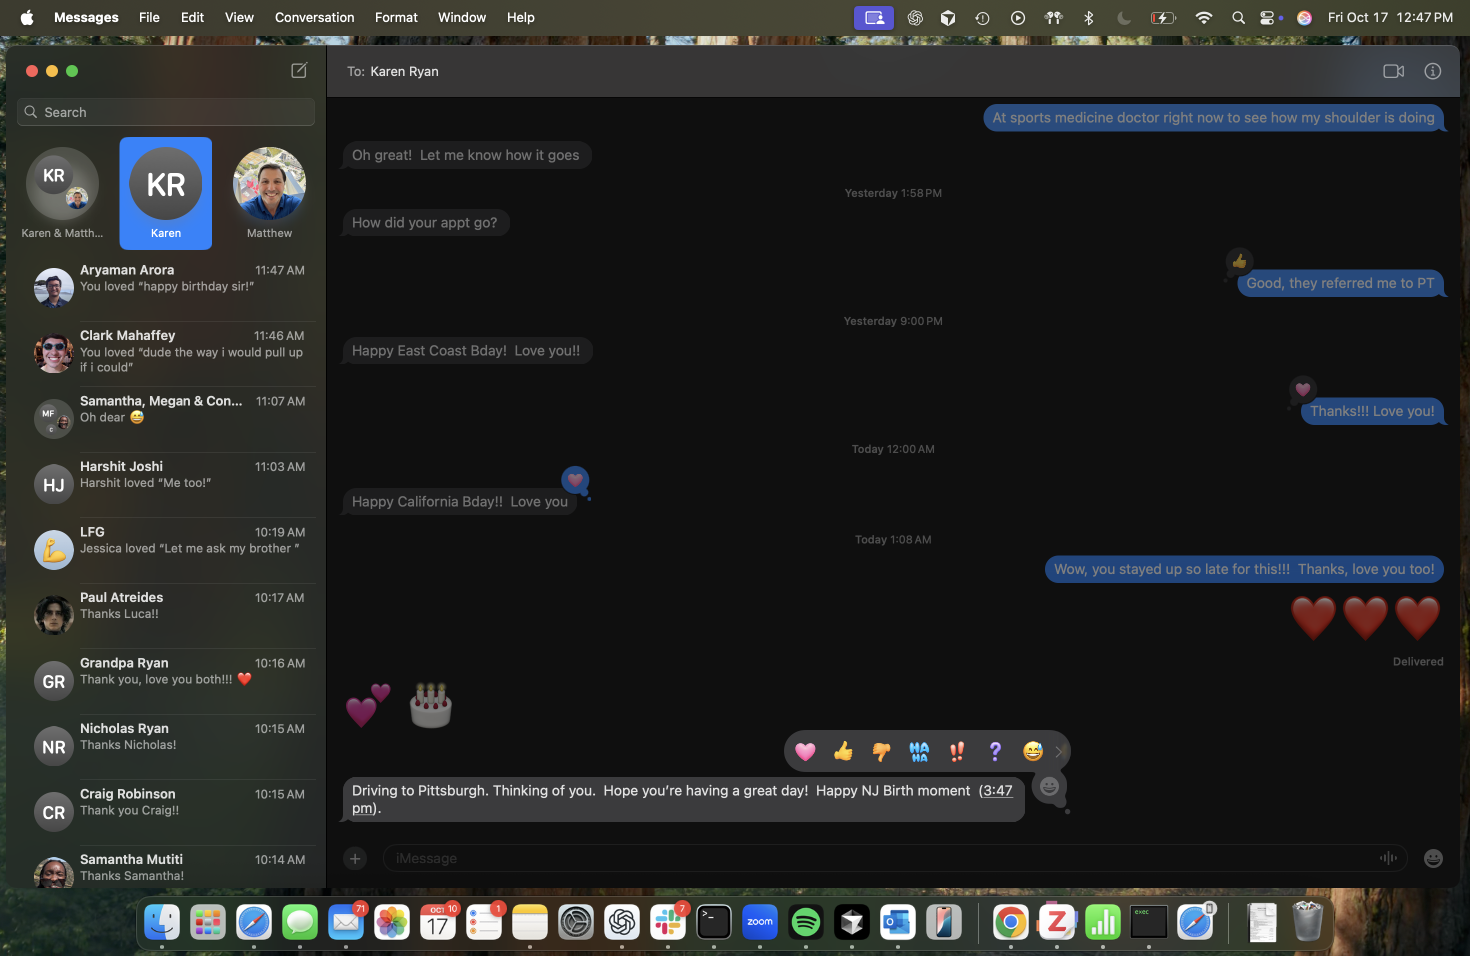 Messages File Edit View Conversation Format Window Help
Fri Oct 17 12:47 PM
To: Karen Ryan
Search
KR
KR
Karen & Matth...
Karen
Matthew
Aryaman Arora 11:47 AM
You loved “happy birthday sir!”
Clark Mahaffey 11:46 AM
You loved “dude the way i would pull up
if i could”
Samantha, Megan & Con... 11:07 AM
Oh dear 😅
MF
C
Harshit Joshi 11:03 AM
Harshit loved “Me too!”
HJ
LFG 10:19 AM
Jessica loved “Let me ask my brother ”
Paul Atreides 10:17 AM
Thanks Luca!!
Grandpa Ryan 10:16 AM
Thank you, love you both!!! ❤️
GR
Nicholas Ryan 10:15 AM
Thanks Nicholas!
NR
Craig Robinson 10:15 AM
Thank you Craig!!
CR
Samantha Mutiti 10:14 AM
Thanks Samantha!
At sports medicine doctor right now to see how my shoulder is doing
Oh great! Let me know how it goes
Yesterday 1:58 PM
How did your appt go?
Good, they referred me to PT
Yesterday 9:00 PM
Happy East Coast Bday! Love you!!
Thanks!!! Love you!
Today 12:00 AM
Happy California Bday!! Love you
Today 1:08 AM
Wow, you stayed up so late for this!!! Thanks, love you too!
Delivered
HA
HA
Driving to Pittsburgh. Thinking of you. Hope you’re having a great day! Happy NJ Birth moment (3:47
pm).
iMessage
71
OCT 10
17
1
7
zoom
exec